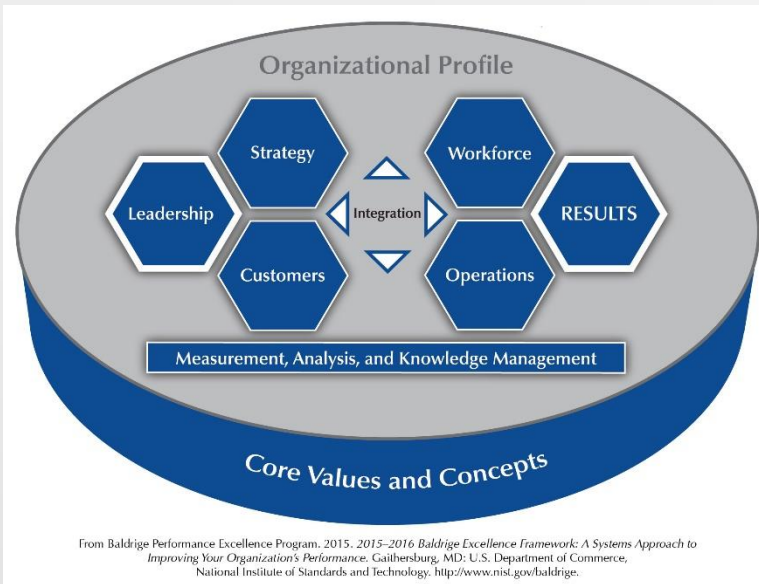 Organizational Profile
Strategy
Workforce
Leadership
Integration
RESULTS
Customers
Operations
Measurement, Analysis, and Knowledge Management
Core Values and Concepts
From Baldrige Performance Excellence Program. 2015. 2015–2016 Baldrige Excellence Framework: A Systems Approach to
Improving Your Organization's Performance. Gaithersburg, MD: U.S. Department of Commerce,
National Institute of Standards and Technology. http://www.nist.gov/baldrige.